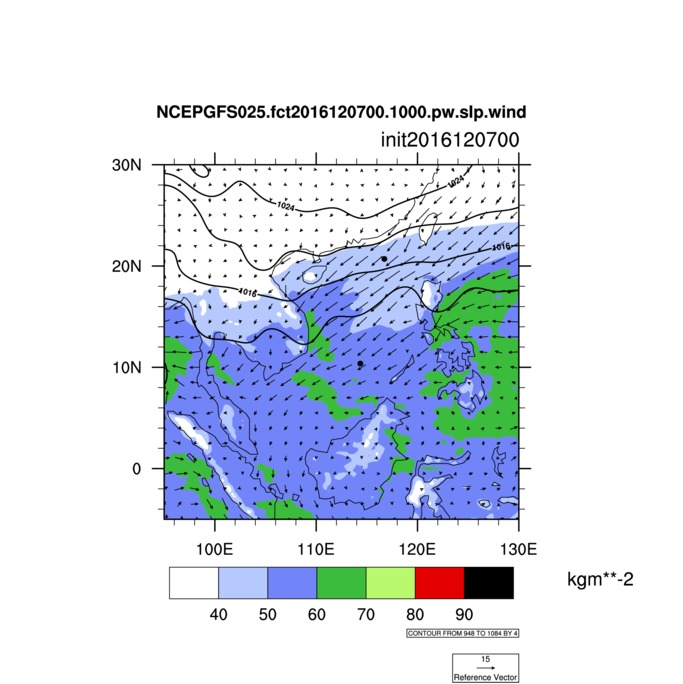 NCEPGFS025.fct2016120700.1000.pw.slp.wind
init2016120700
30N
20N
10N
0
1024
1024
1016
1016
100E
110E
120E
130E
kgm**-2
40
50
60
70
80
90
CONTOUR FROM 948 TO 1084 BY 4
15
Reference Vector